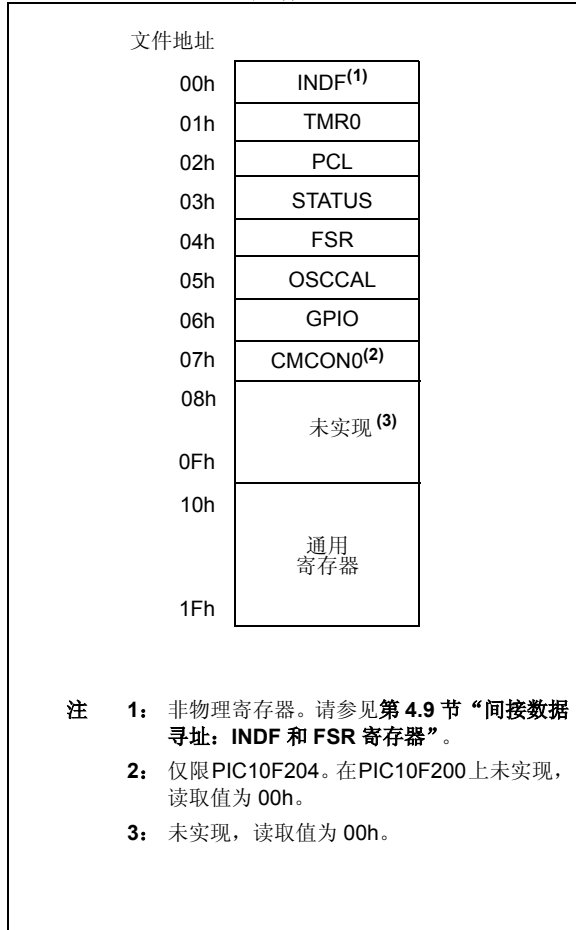 文件地址
00h INDF(1)
01h TMR0
02h PCL
03h STATUS
04h FSR
05h OSCCAL
06h GPIO
07h CMCON0(2)
08h
未实现(3)
0Fh
10h
通用
寄存器
1Fh
注 1： 非物理寄存器。请参见第 4.9 节“间接数据
寻址：INDF 和 FSR 寄存器”。
2： 仅限PIC10F204。在PIC10F200上未实现，
读取值为 00h。
3： 未实现，读取值为 00h。